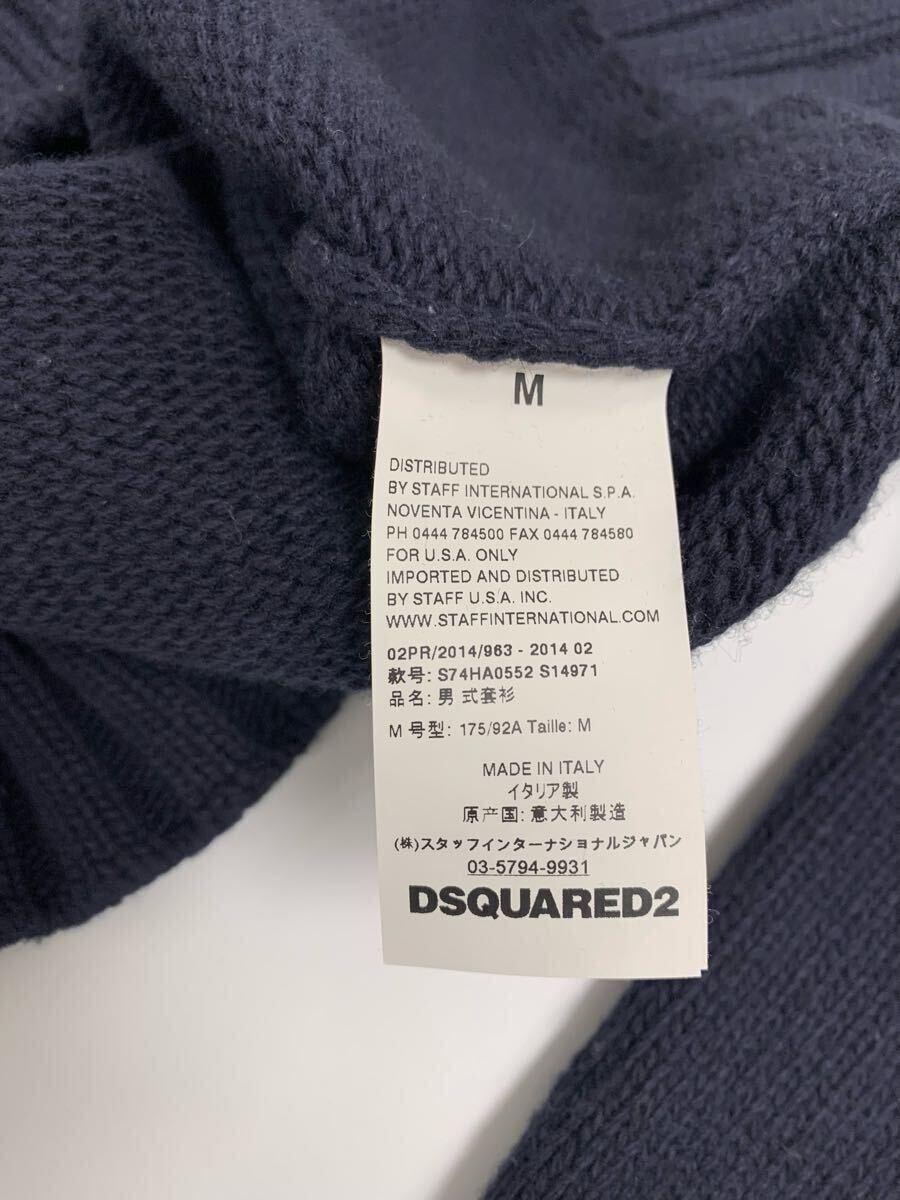 M
DISTRIBUTED
BY STAFF INTERNATIONAL S.P.A.
NOVENTA VICENTINA - ITALY
PH 0444 784500 FAX 0444 784580
FOR U.S.A. ONLY
IMPORTED AND DISTRIBUTED
BY STAFF U.S.A. INC.
WWW.STAFFINTERNATIONAL.COM
02PR/2014/963 - 2014 02
款号: S74HA0552 S14971
品名: 男 式套衫
M 号型: 175/92A Taille: M
MADE IN ITALY
イタリア製
原产国: 意大利製造
(株)スタッフインターナショナルジャパン
03-5794-9931
DSQUARED2